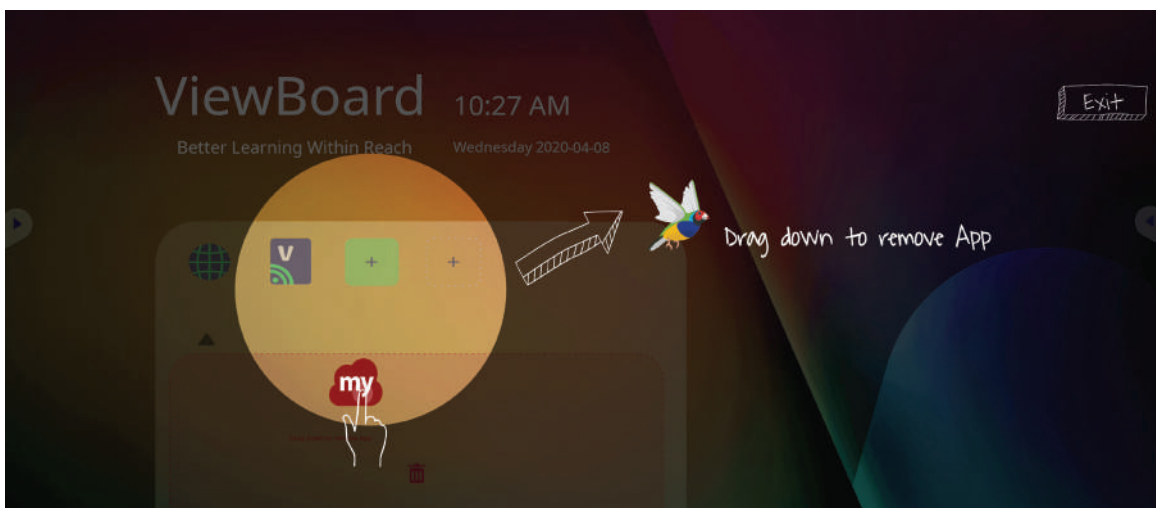 ViewBoard
10:27 AM
Better Learning Within Reach
Wednesday 2020-04-08
Exit
V
+
+
Drag down to remove App
my